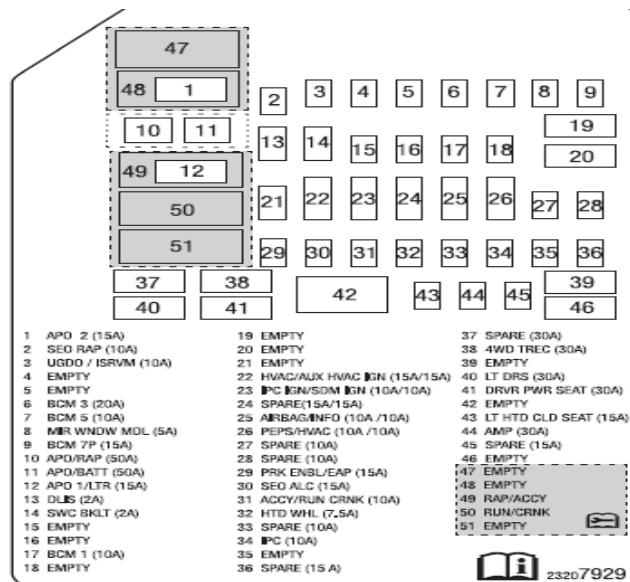 47
48 1
2 3 4 5 6 7 8 9
10 11
13 14 15 16 17 18 19
20
49 12
50
21 22 23 24 25 26 27 28
51
29 30 31 32 33 34 35 36
37 38 39
40 41 42 43 44 45 46
1 APO 2 (15A)
2 SEO RAP (10A)
3 UGDO / ISRVM (10A)
4 EMPTY
5 EMPTY
6 BCM 3 (20A)
7 BCM 5 (10A)
8 MIR WNDW MDL (5A)
9 BCM 7P (15A)
10 APO/RAP (50A)
11 APO/BATT (50A)
12 APO 1/LTR (15A)
13 DLIS (2A)
14 SWC BKLT (2A)
15 EMPTY
16 EMPTY
17 BCM 1 (10A)
18 EMPTY
19 EMPTY
20 EMPTY
21 EMPTY
22 HVAC/AUX HVAC IGN (15A/15A)
23 IPC IGN/SDM IGN (10A/10A)
24 SPARE(15A/15A)
25 AIRBAG/INFO (10A /10A)
26 PEPS/HVAC (10A /10A)
27 SPARE (10A)
28 SPARE (10A)
29 PRK ENBL/EAP (15A)
30 SEO ALC (15A)
31 ACCY/RUN CRNK (10A)
32 HTD WHL (7.5A)
33 SPARE (10A)
34 IPC (10A)
35 EMPTY
36 SPARE (15 A)
37 SPARE (30A)
38 4WD TREC (30A)
39 EMPTY
40 LT DRS (30A)
41 DRVR PWR SEAT (30A)
42 EMPTY
43 LT HTD CLD SEAT (15A)
44 AMP (30A)
45 SPARE (15A)
46 EMPTY
47 EMPTY
48 EMPTY
49 RAP/ACCY
50 RUN/CRNK
51 EMPTY
i
23207929